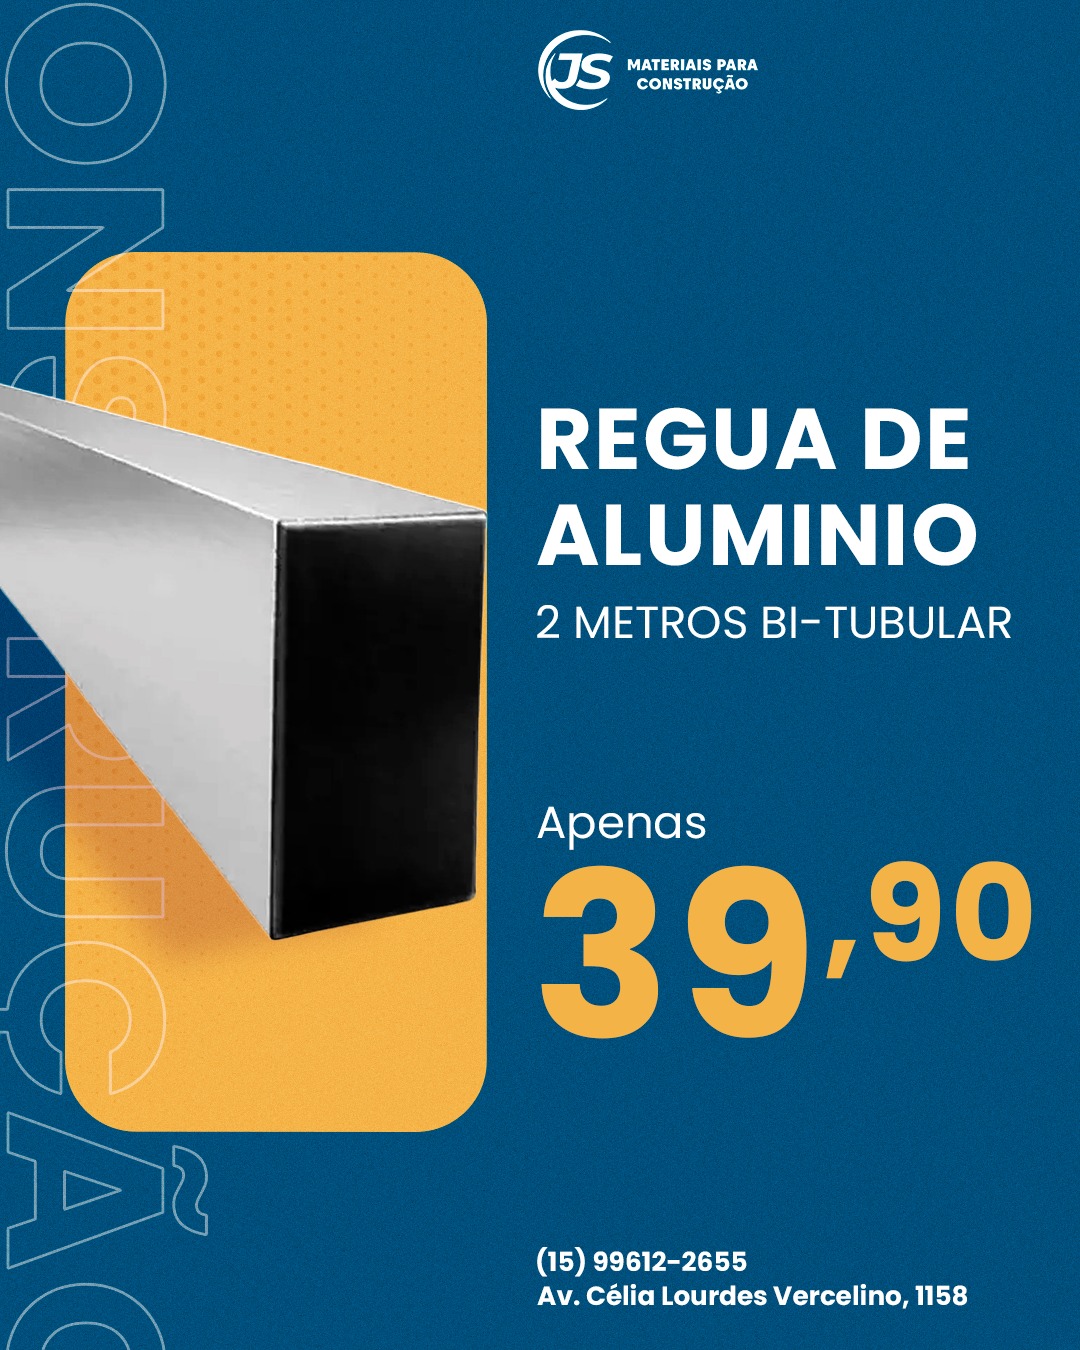 JS MATERIAIS PARA
CONSTRUÇÃO
ONSTRUÇÃO
REGUA DE
ALUMINIO
2 METROS BI-TUBULAR
Apenas
39,90
(15) 99612-2655
Av. Célia Lourdes Vercelino, 1158